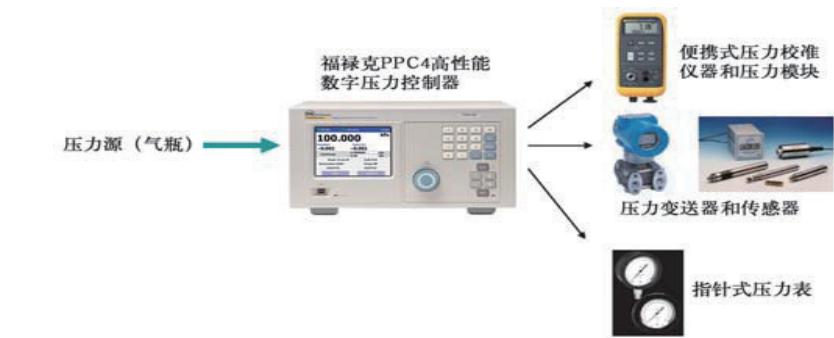 福禄克PPC4高性能
数字压力控制器
便携式压力校准
仪器和压力模块
压力源（气瓶）
100.000
kPa
压力变送器和传感器
指针式压力表